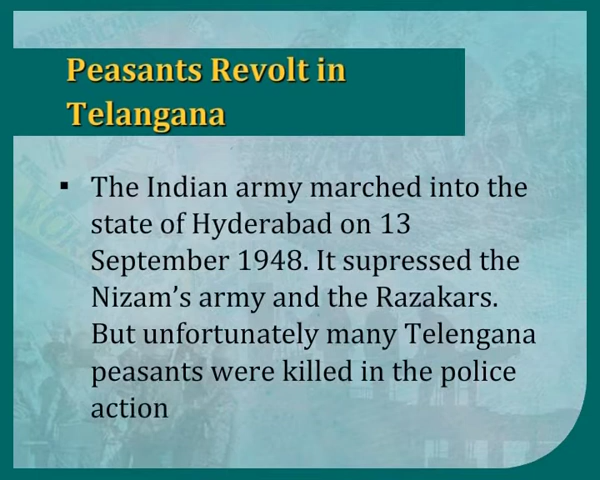 Peasants Revolt in
Telangana
▪ The Indian army marched into the
state of Hyderabad on 13
September 1948. It supressed the
Nizam’s army and the Razakars.
But unfortunately many Telengana
peasants were killed in the police
action